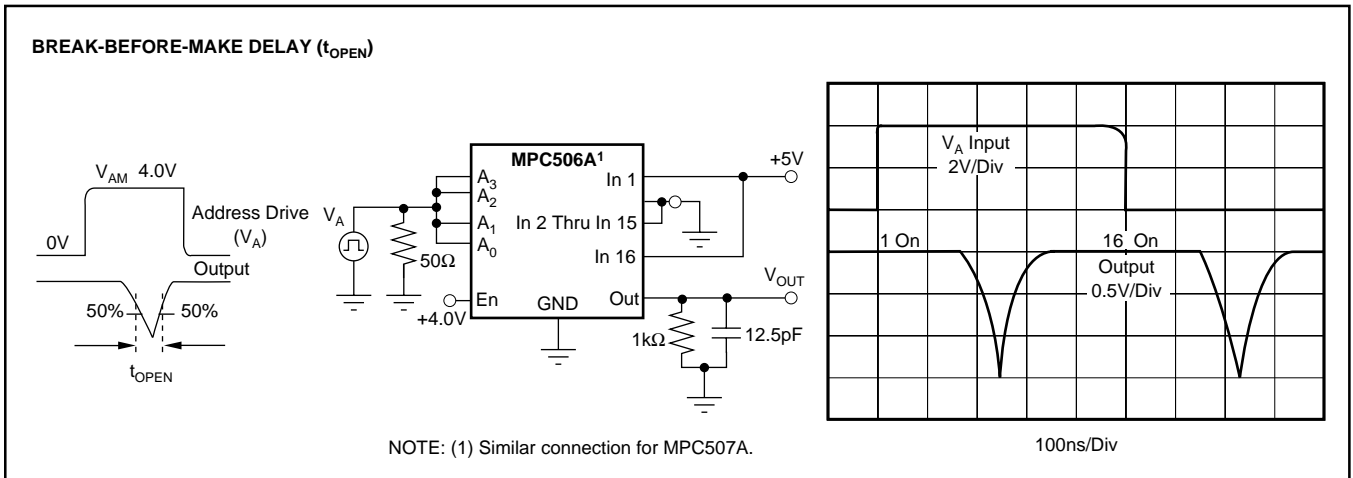 BREAK-BEFORE-MAKE DELAY (tOPEN)
VAM 4.0V
0V
Address Drive
(VA)
Output
50%
50%
tOPEN
VA
50Ω
MPC506A¹
A3
A2
A1
A0
En
+4.0V
GND
In 1
In 2 Thru In 15
In 16
Out
+5V
VOUT
1kΩ
12.5pF
NOTE: (1) Similar connection for MPC507A.
VA Input
2V/Div
1 On
16 On
Output
0.5V/Div
100ns/Div